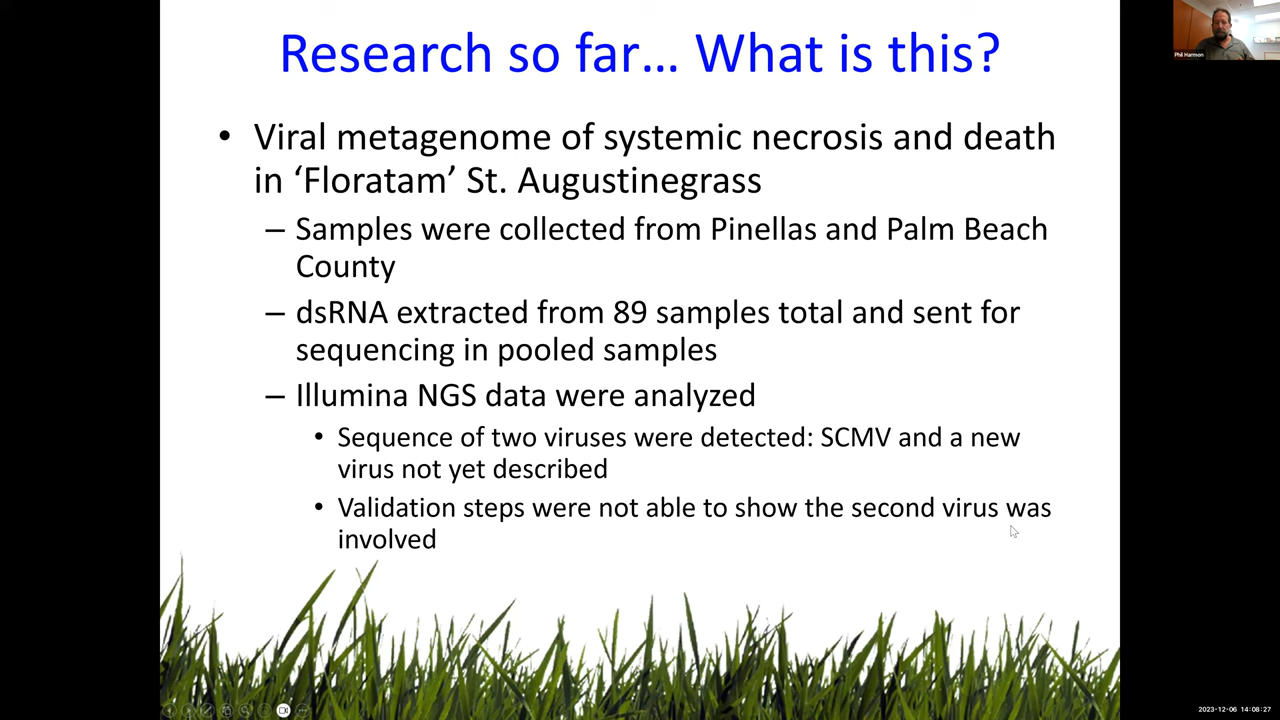 Research so far... What is this?
Phil Harmon
• Viral metagenome of systemic necrosis and death
in ‘Floratam’ St. Augustinegrass
– Samples were collected from Pinellas and Palm Beach
County
– dsRNA extracted from 89 samples total and sent for
sequencing in pooled samples
– Illumina NGS data were analyzed
• Sequence of two viruses were detected: SCMV and a new
virus not yet described
• Validation steps were not able to show the second virus was
involved
2023-12-06 14:08:27